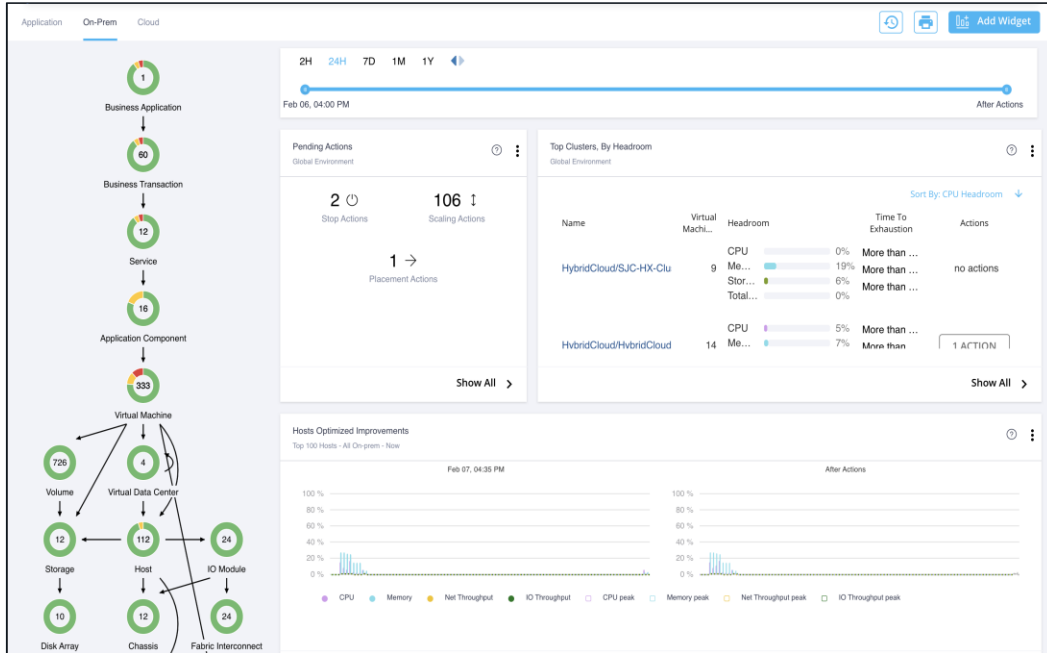 Application On-Prem Cloud
Add Widget
1
Business Application
60
Business Transaction
12
Service
16
Application Component
333
Virtual Machine
726 4
Volume Virtual Data Center
12 112 24
Storage Host IO Module
10 12 24
Disk Array Chassis Fabric Interconnect
2H 24H 7D 1M 1Y
Feb 06, 04:00 PM After Actions
Pending Actions
Global Environment
2 106
Stop Actions Scaling Actions
1
Placement Actions
Show All
Top Clusters, By Headroom
Global Environment
Sort By: CPU Headroom
Name Virtual Machi... Headroom Time To Exhaustion Actions
HybridCloud/SJC-HX-Clu 9 CPU 0% More than ... no actions
Me... 19% More than ...
Stor... 6% More than ...
Total... 0%
HybridCloud/HybridCloud 14 CPU 5% More than ... 1 ACTION
Me... 7% More than
Show All
Hosts Optimized Improvements
Top 100 Hosts - All On-prem - Now
Feb 07, 04:35 PM After Actions
100 % 100 %
80 % 80 %
60 % 60 %
40 % 40 %
20 % 20 %
0 % 0 %
CPU Memory Net Throughput IO Throughput CPU peak Memory peak Net Throughput peak IO Throughput peak